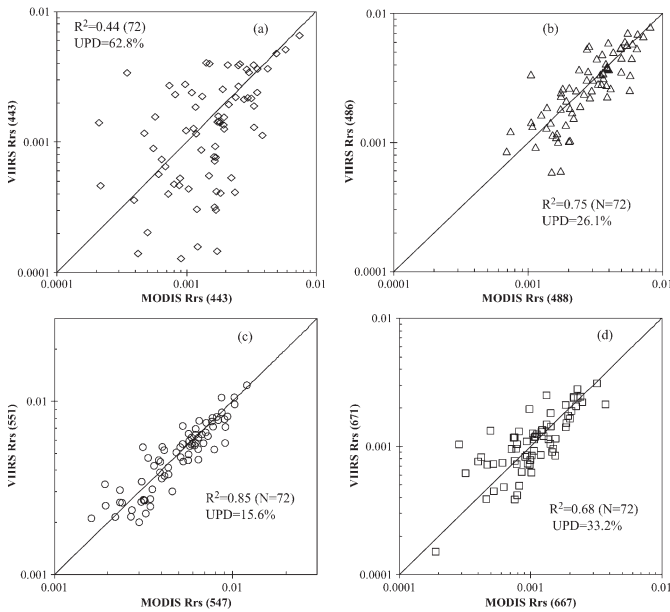 R²=0.44 (72)
UPD=62.8%
(a)
0.01
0.001
0.0001
VIIRS Rrs (443)
0.0001
0.001
0.01
MODIS Rrs (443)
(b)
R²=0.75 (N=72)
UPD=26.1%
0.01
0.001
0.0001
VIIRS Rrs (486)
0.0001
0.001
0.01
MODIS Rrs (488)
(c)
R²=0.85 (N=72)
UPD=15.6%
0.01
0.001
VIIRS Rrs (551)
0.001
0.01
MODIS Rrs (547)
(d)
R²=0.68 (N=72)
UPD=33.2%
0.01
0.001
0.0001
VIIRS Rrs (671)
0.0001
0.001
0.01
MODIS Rrs (667)